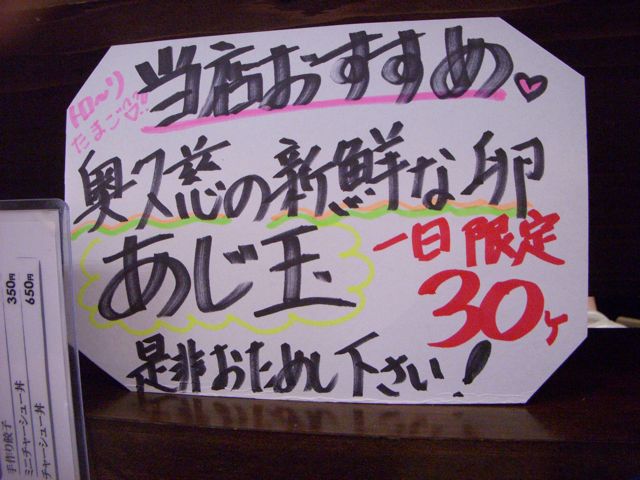 トロ〜リ
たまご♡??
当店おすすめ♥
奥久慈の新鮮な卵
あじ玉
一日限定
30ヶ
是非おためし下さい!
手作り餃子 350円
ミニチャーシュー丼 650円
チャーシュー丼